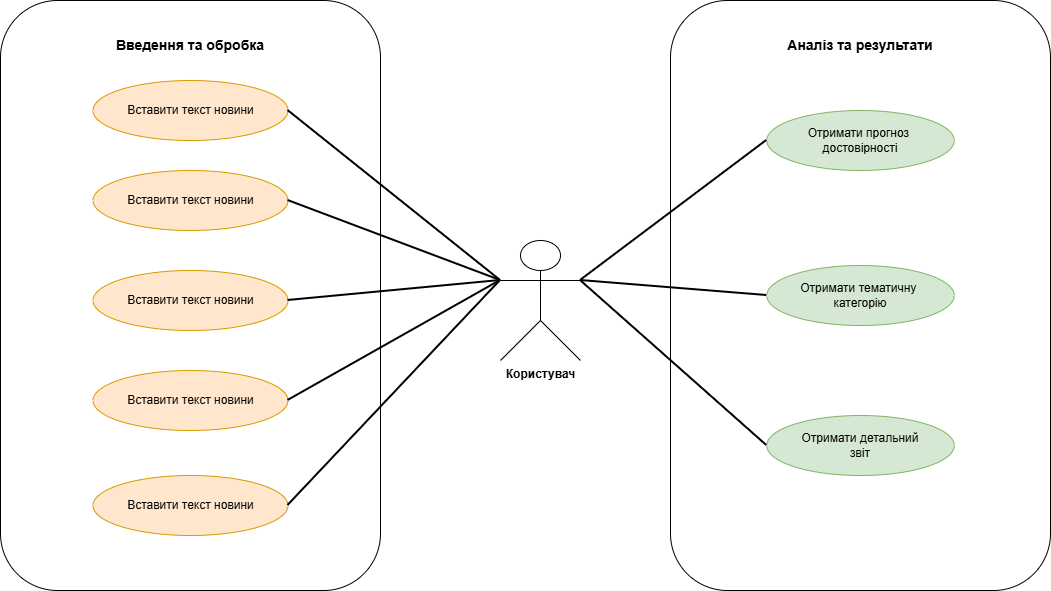 Введення та обробка
Вставити текст новини
Вставити текст новини
Вставити текст новини
Вставити текст новини
Вставити текст новини
Користувач
Аналіз та результати
Отримати прогноз
достовірності
Отримати тематичну
категорію
Отримати детальний
звіт